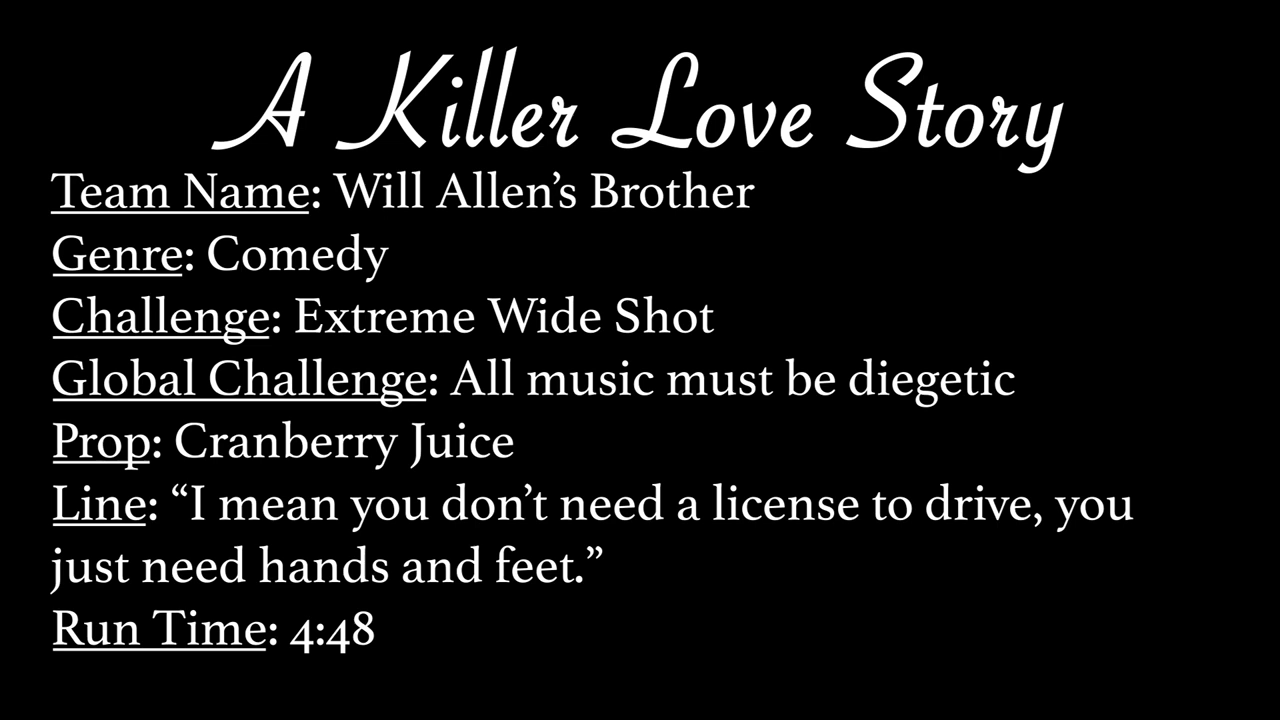 A Killer Love Story
Team Name: Will Allen’s Brother
Genre: Comedy
Challenge: Extreme Wide Shot
Global Challenge: All music must be diegetic
Prop: Cranberry Juice
Line: “I mean you don’t need a license to drive, you
just need hands and feet.”
Run Time: 4:48